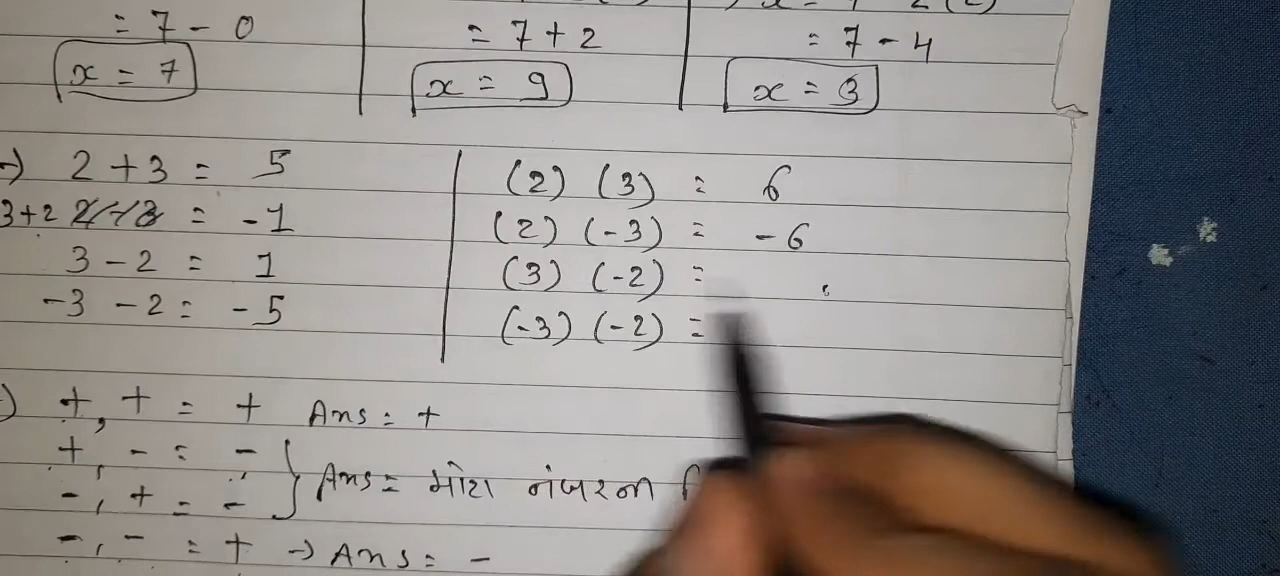 = 7 - 0
x = 7
= 7 + 2
x = 9
= 7 - 4
x = 3
→) 2 + 3 = 5
3+2 = -1
3 - 2 = 1
-3 - 2 = -5
(2) (3) = 6
(2) (-3) = -6
(3) (-2) =
(-3) (-2) =
+, + = + Ans = +
+, - = -
-, + = -
Ans = મોટા નંબરના
-, - = + → Ans = -